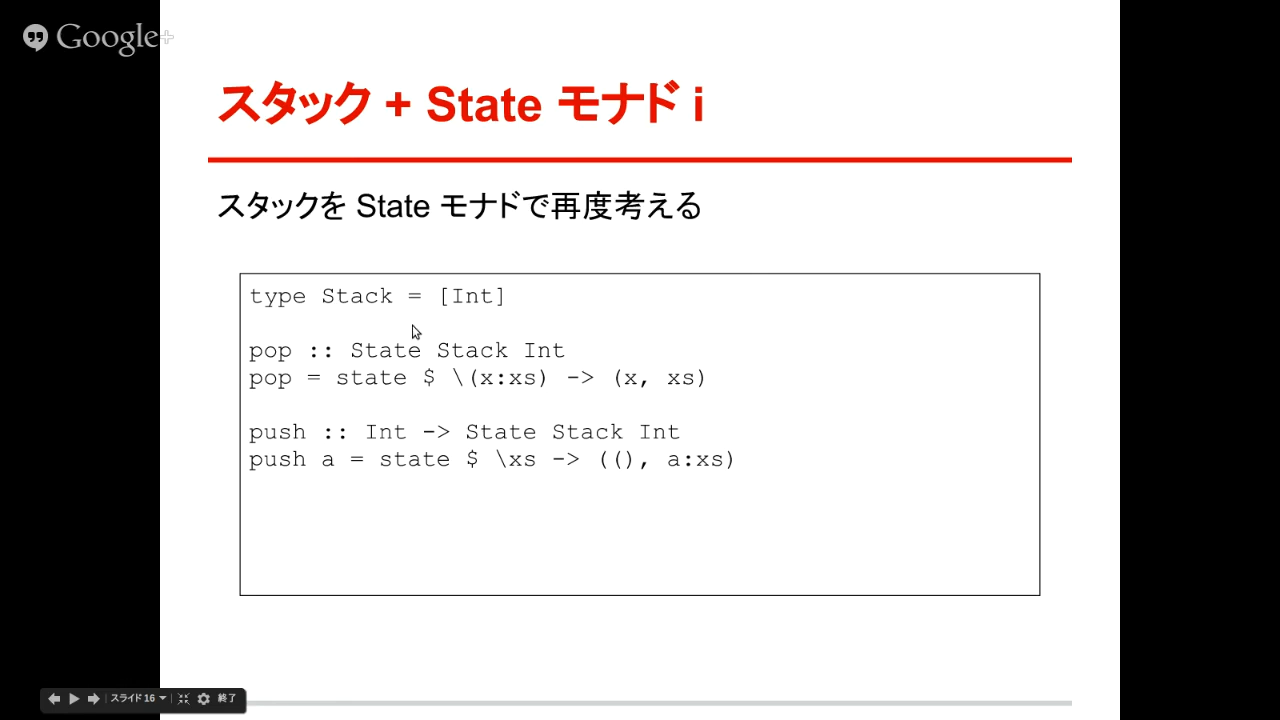 Google+
スタック + State モナド i
スタックを State モナドで再度考える
type Stack = [Int]
pop :: State Stack Int
pop = state $ \(x:xs) -> (x, xs)
push :: Int -> State Stack Int
push a = state $ \xs -> ((), a:xs)
スライド 16
終了